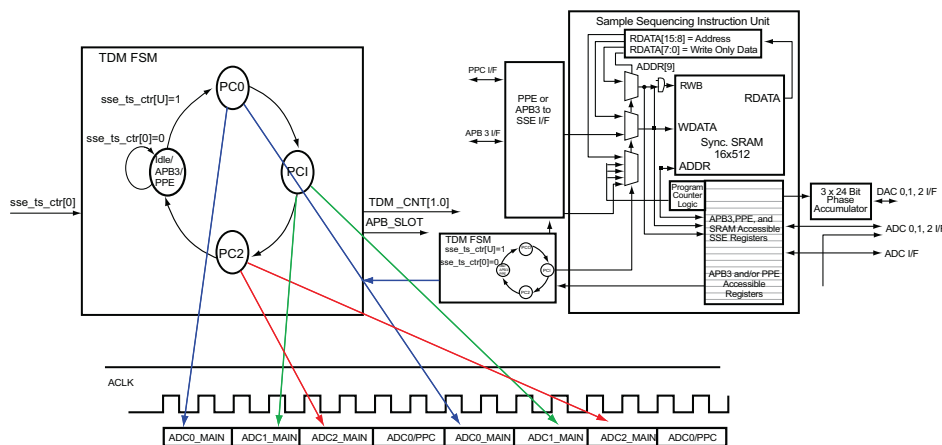 TDM FSM
PC0
sse_ts_ctr[U]=1
sse_ts_ctr[0]=0
Idle/
APB3/
PPE
PCI
PC2
sse_ts_ctr[0]
TDM _CNT[1.0]
APB_SLOT
PPC I/F
APB 3 I/F
PPE or
APB3 to
SSE I/F
TDM FSM
sse_ts_ctr[U]=1
sse_ts_ctr[0]=0
PCI
PC2
Sample Sequencing Instruction Unit
RDATA[15:8] = Address
RDATA[7:0] = Write Only Data
ADDR[9]
RWB
RDATA
WDATA
Sync. SRAM
16x512
ADDR
Program
Counter
Logic
APB3,PPE, and
SRAM Accessible
SSE Registers
APB3 and/or PPE
Accessible
Registers
3 x 24 Bit
Phase
Accumulator
DAC 0,1, 2 I/F
ADC 0,1, 2 I/F
ADC I/F
ACLK
ADC0_MAIN ADC1_MAIN ADC2_MAIN ADC0/PPC ADC0_MAIN ADC1_MAIN ADC2_MAIN ADC0/PPC